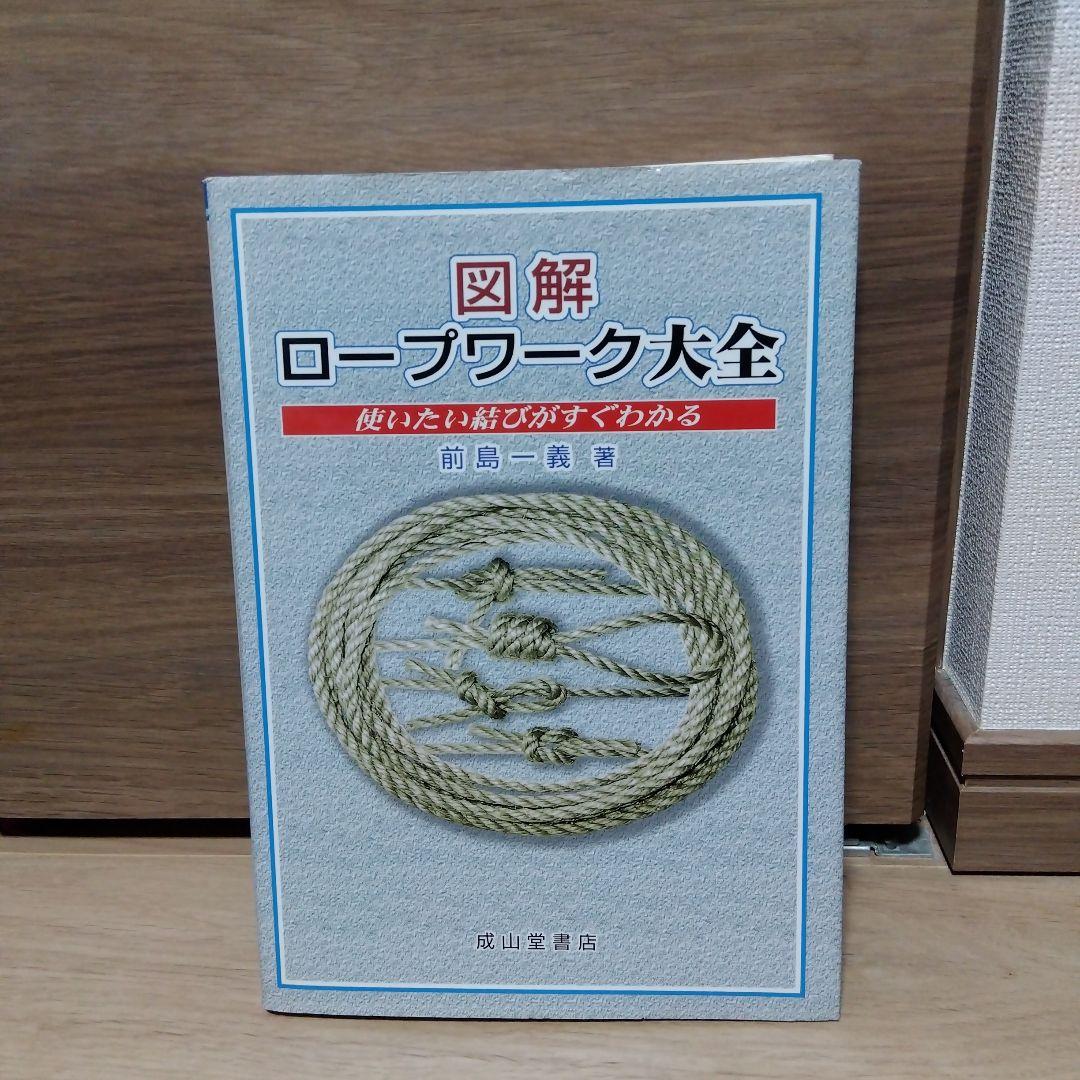 図解
ロープワーク大全
使いたい結びがすぐわかる
前島一義 著
成山堂書店